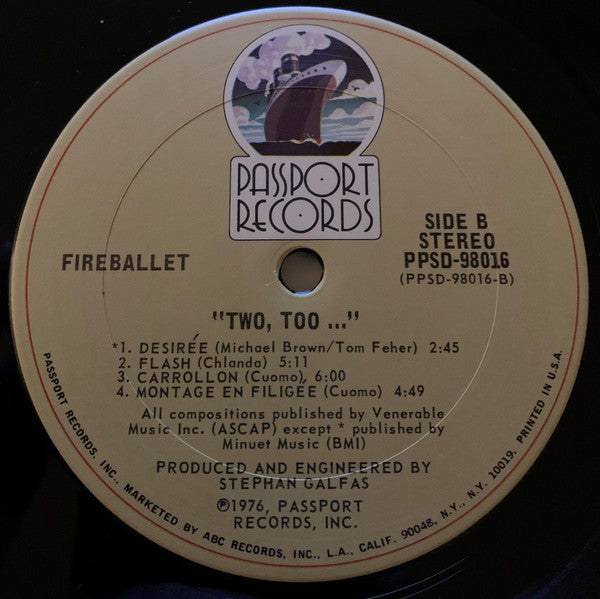 PASSPORT
RECORDS
SIDE B
STEREO
PPSD-98016
(PPSD-98016-B)
FIREBALLET
"TWO, TOO ..."
*1. DESIRÉE (Michael Brown/Tom Feher) 2:45
2. FLASH (Chlanda) 5:11
3. CARROLLON (Cuomo), 6:00
4. MONTAGE EN FILIGEE (Cuomo) 4:49
All compositions published by Venerable
Music Inc. (ASCAP) except * published by
Minuet Music (BMI)
PRODUCED AND ENGINEERED BY
STEPHAN GALFAS
℗1976, PASSPORT
RECORDS, INC.
PASSPORT RECORDS, INC., MARKETED BY ABC RECORDS, INC., L.A., CALIF. 90048, N.Y., N.Y. 10019. PRINTED IN U.S.A.